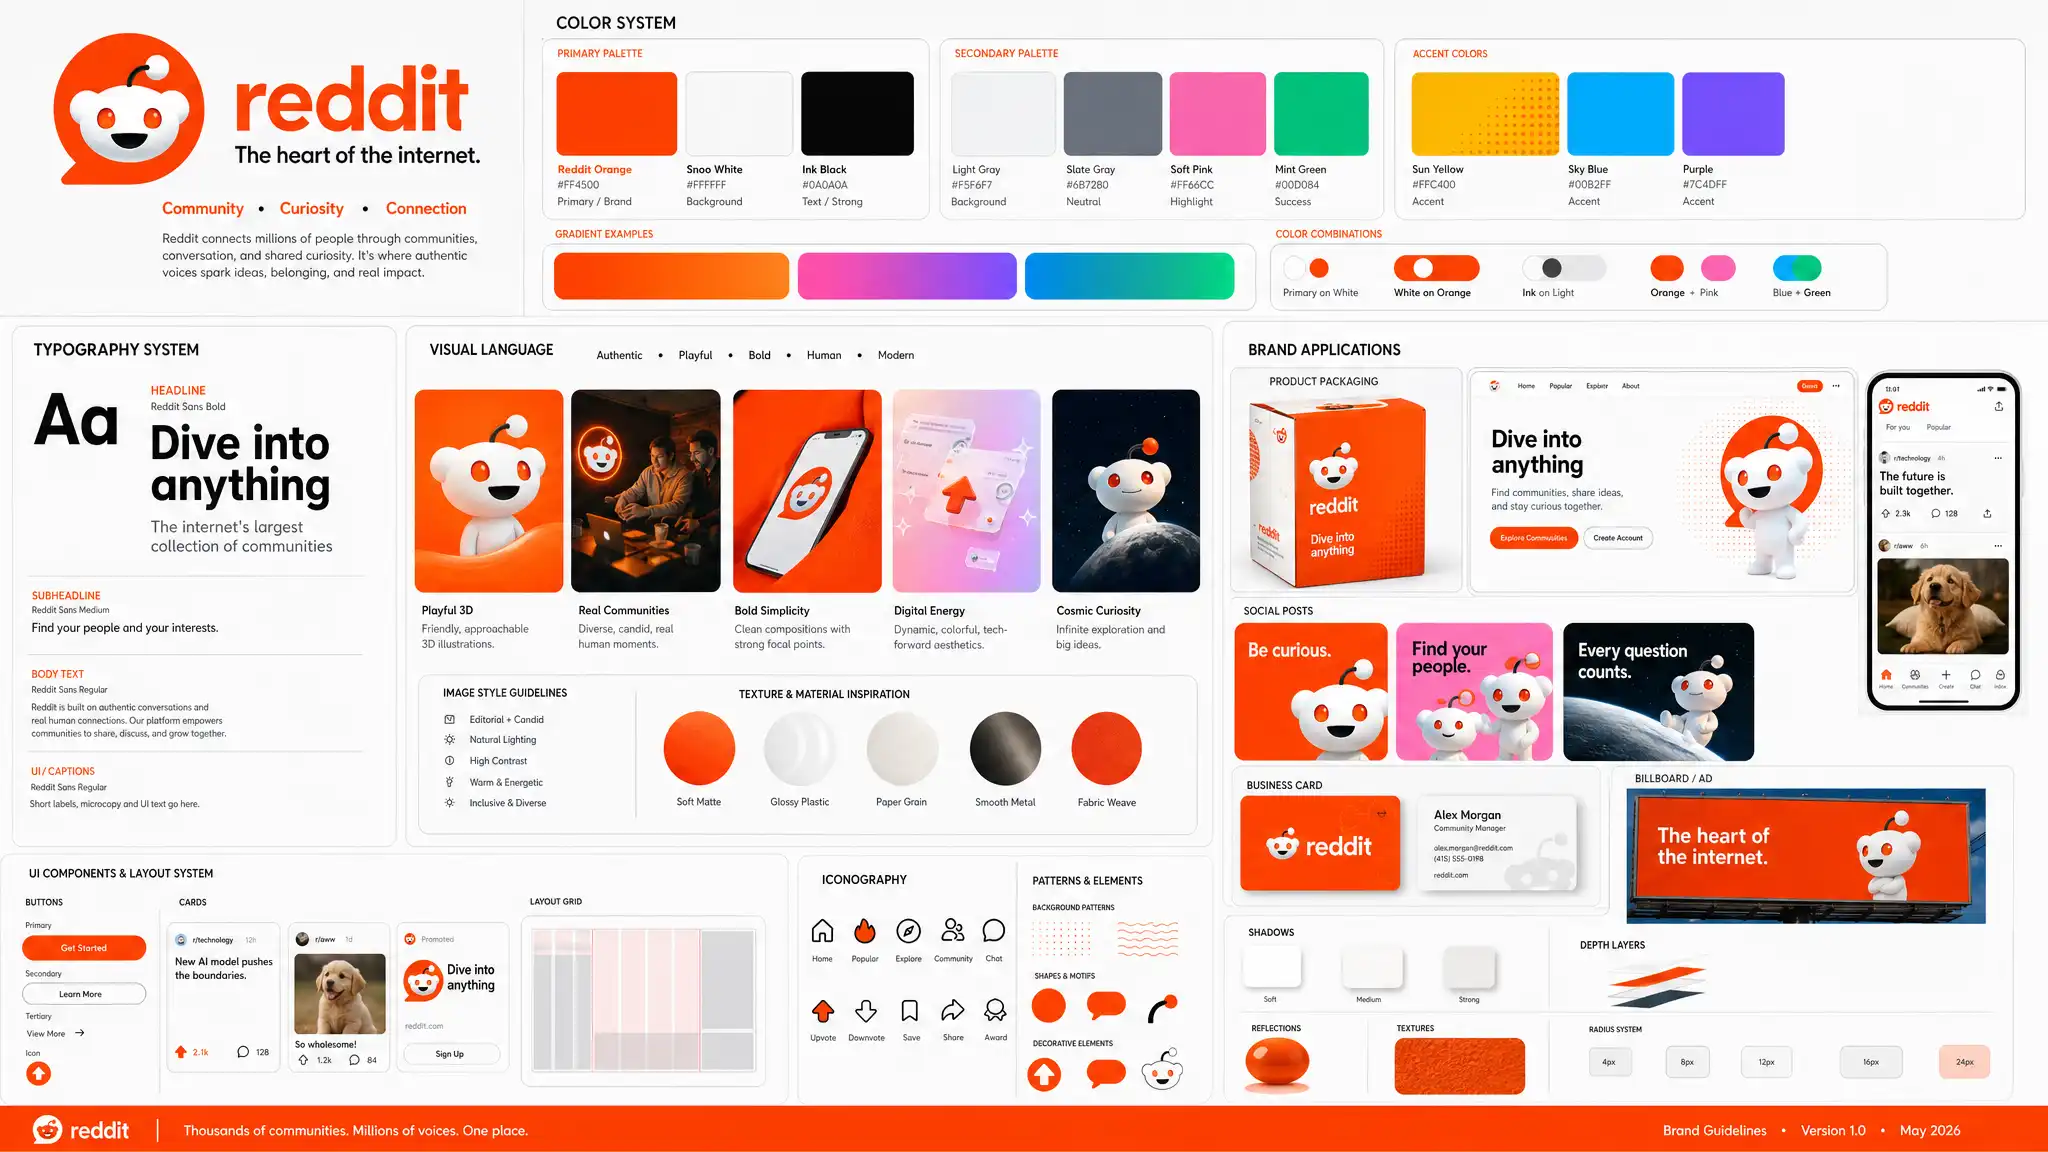 reddit
The heart of the internet.
Community • Curiosity • Connection
Reddit connects millions of people through communities,
conversation, and shared curiosity. It's where authentic
voices spark ideas, belonging, and real impact.
COLOR SYSTEM
PRIMARY PALETTE
Reddit Orange
#FF4500
Primary / Brand
Snoo White
#FFFFFF
Background
Ink Black
#0A0A0A
Text / Strong
SECONDARY PALETTE
Light Gray
#F5F6F7
Background
Slate Gray
#6B7280
Neutral
Soft Pink
#FF66CC
Highlight
Mint Green
#00D084
Success
ACCENT COLORS
Sun Yellow
#FFC400
Accent
Sky Blue
#00B2FF
Accent
Purple
#7C4DFF
Accent
GRADIENT EXAMPLES
COLOR COMBINATIONS
Primary on White
White on Orange
Ink on Light
Orange + Pink
Blue + Green
TYPOGRAPHY SYSTEM
Aa
HEADLINE
Reddit Sans Bold
Dive into
anything
The internet's largest
collection of communities
SUBHEADLINE
Reddit Sans Medium
Find your people and your interests.
BODY TEXT
Reddit Sans Regular
Reddit is built on authentic conversations and
real human connections. Our platform empowers
communities to share, discuss, and grow together.
UI / CAPTIONS
Reddit Sans Regular
Short labels, microcopy and UI text go here.
VISUAL LANGUAGE
Authentic • Playful • Bold • Human • Modern
Playful 3D
Friendly, approachable
3D illustrations.
Real Communities
Diverse, candid, real
human moments.
Bold Simplicity
Clean compositions with
strong focal points.
Digital Energy
Dynamic, colorful, tech-
forward aesthetics.
Cosmic Curiosity
Infinite exploration and
big ideas.
IMAGE STYLE GUIDELINES
Editorial + Candid
Natural Lighting
High Contrast
Warm & Energetic
Inclusive & Diverse
TEXTURE & MATERIAL INSPIRATION
Soft Matte
Glossy Plastic
Paper Grain
Smooth Metal
Fabric Weave
BRAND APPLICATIONS
PRODUCT PACKAGING
reddit
Dive into
anything
reddit
Home Popular Explorer About
Dive into
anything
Find communities, share ideas,
and stay curious together.
Explore Communities
Create Account
11:01
reddit
For you Popular
r/technology 4h
The future is
built together.
2.3k 128
r/aww 6h
Home Communities Create Chat Inbox
SOCIAL POSTS
Be curious.
Find your
people.
Every question
counts.
BUSINESS CARD
reddit
Alex Morgan
Community Manager
alex.morgan@reddit.com
(415) 555-0198
reddit.com
BILLBOARD / AD
The heart of
the internet.
UI COMPONENTS & LAYOUT SYSTEM
BUTTONS
Primary
Get Started
Secondary
Learn More
Tertiary
View More
Icon
CARDS
r/technology 12h
New AI model pushes
the boundaries.
2.1k 128
r/aww 1d
So wholesome!
1.2k 84
Promoted
Dive into
anything
reddit.com
Sign Up
LAYOUT GRID
ICONOGRAPHY
Home Popular Explore Community Chat
Upvote Downvote Save Share Award
PATTERNS & ELEMENTS
BACKGROUND PATTERNS
SHAPES & MOTIFS
DECORATIVE ELEMENTS
SHADOWS
Soft
Medium
Strong
DEPTH LAYERS
REFLECTIONS
TEXTURES
RADIUS SYSTEM
4px
8px
12px
16px
24px
reddit
Thousands of communities. Millions of voices. One place.
Brand Guidelines • Version 1.0 • May 2026